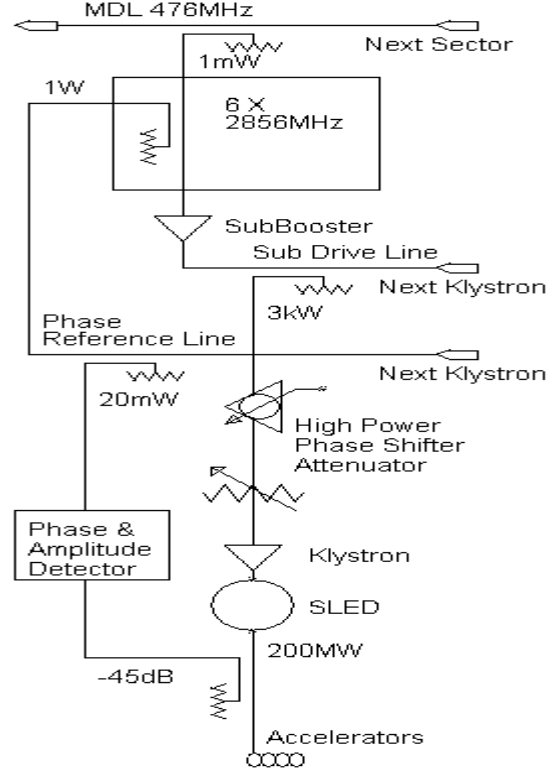 MDL 476MHz
Next Sector
1mW
1W
6 X
2856MHz
SubBooster
Sub Drive Line
Next Klystron
3kW
Phase
Reference Line
Next Klystron
20mW
High Power
Phase Shifter
Attenuator
Phase &
Amplitude
Detector
Klystron
SLED
200MW
-45dB
Accelerators